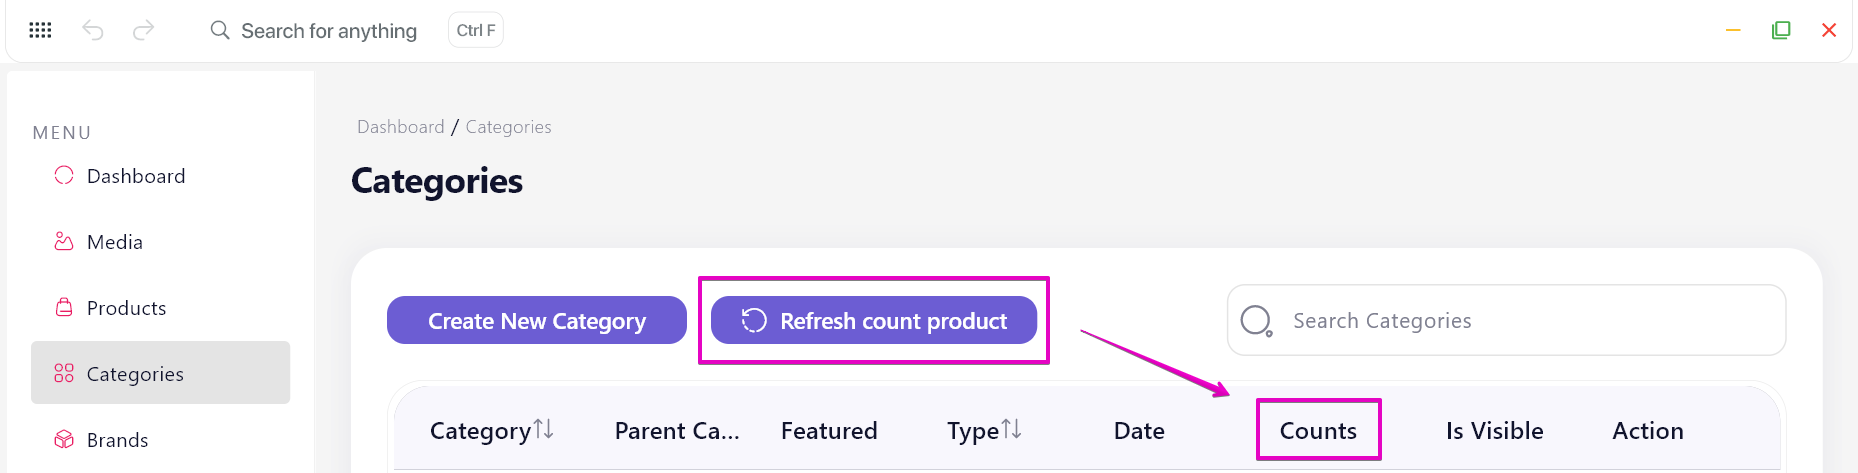 Search for anything Ctrl F
MENU
Dashboard
Media
Products
Categories
Brands
Dashboard / Categories
Categories
Create New Category Refresh count product Search Categories
Category Parent Ca... Featured Type Date Counts Is Visible Action